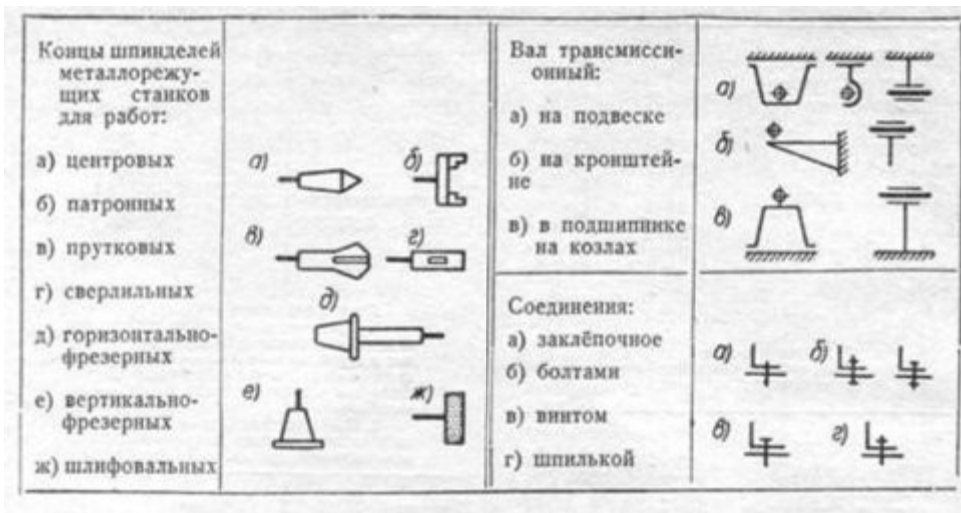 Концы шпинделей
металлорежу-
щих станков
для работ:
а) центровых
б) патронных
в) прутковых
г) сверлильных
д) горизонтально-
фрезерных
е) вертикально-
фрезерных
ж) шлифовальных
а)
б)
в)
г)
д)
е)
ж)
Вал трансмисси-
онный:
а) на подвеске
б) на кронштей-
не
в) в подшипнике
на козлах
а)
б)
в)
Соединения:
а) заклёпочное
б) болтами
в) винтом
г) шпилькой
а)
б)
в)
г)